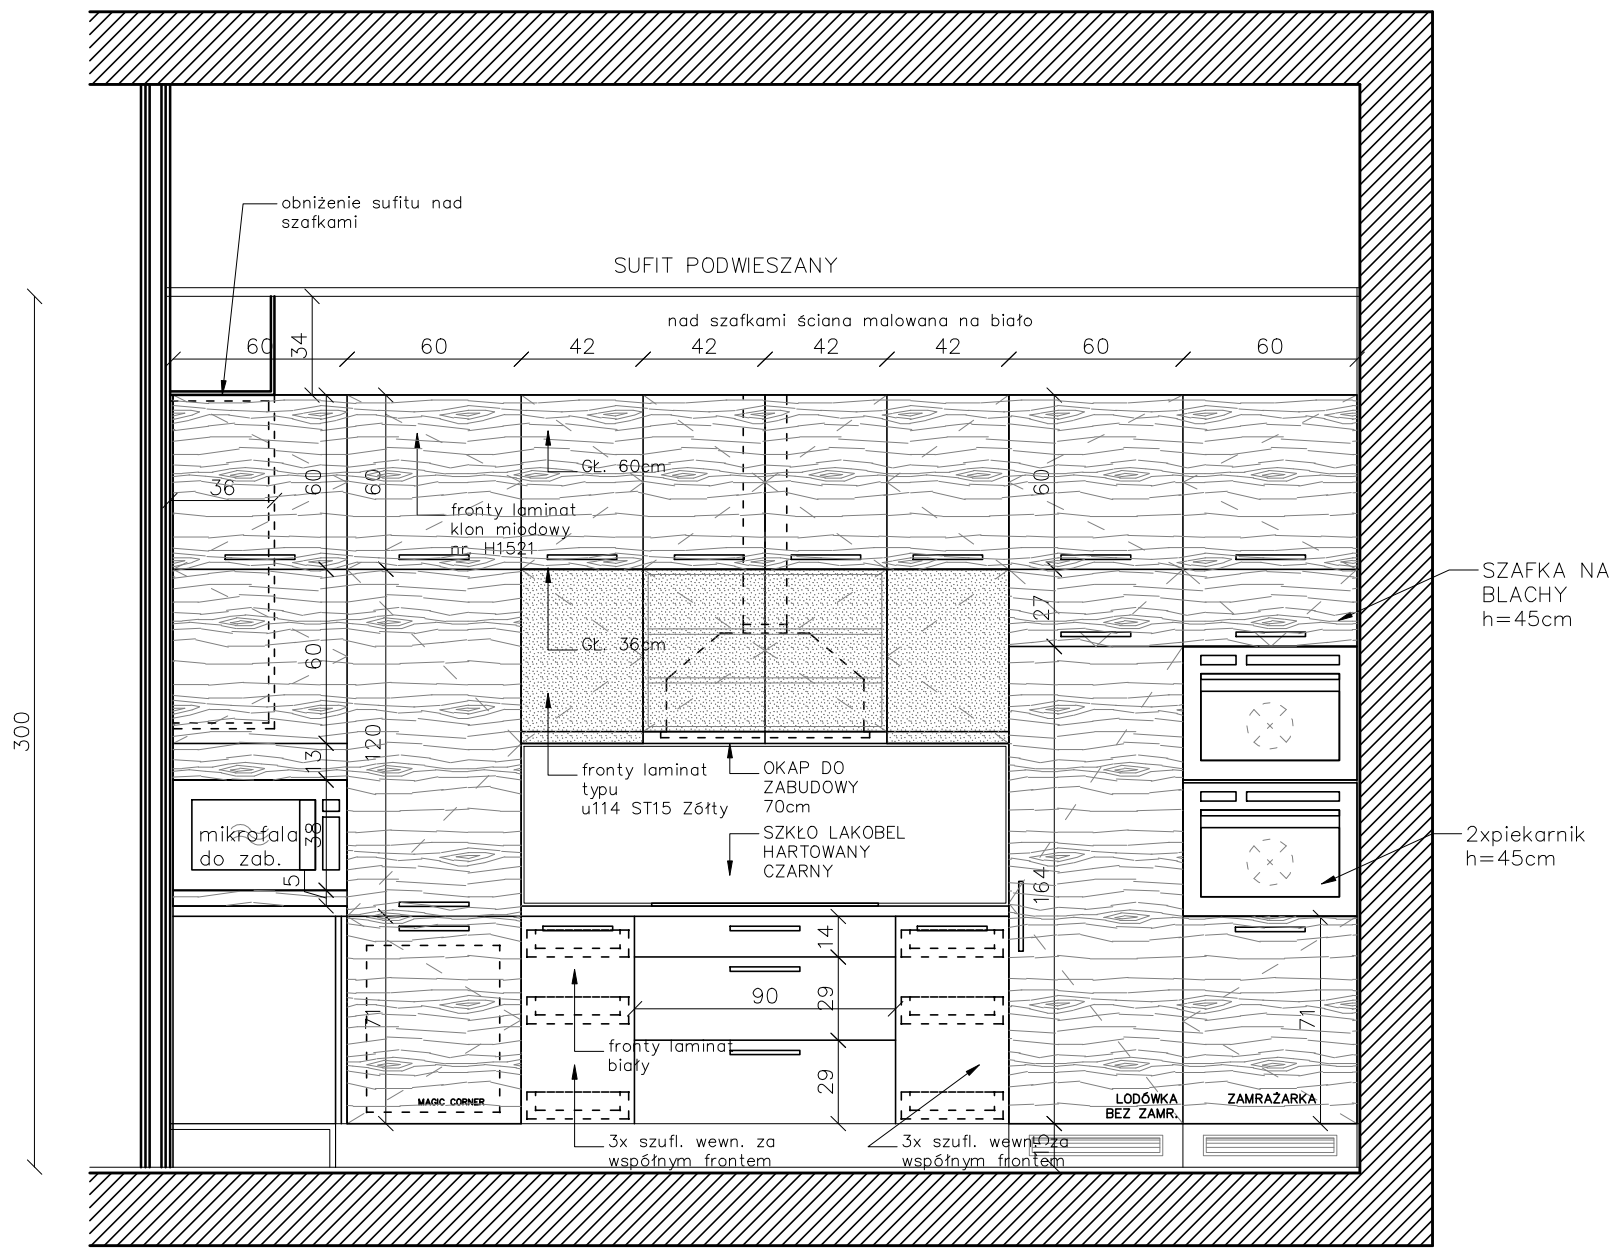 obniżenie sufitu nad
szafkami
SUFIT PODWIESZANY
nad szafkami ściana malowana na biało
60
34
60
42
42
42
42
60
60
300
36
60
60
GŁ. 60cm
fronty laminat
klon miodowy
nr. H1521
60
27
SZAFKA NA
BLACHY
h=45cm
60
GŁ. 36cm
13
120
fronty laminat
typu
u114 ST15 Zółty
OKAP DO
ZABUDOWY
70cm
SZKŁO LAKOBEL
HARTOWANY
CZARNY
mikrofala
do zab.
38
5
2xpiekarnik
h=45cm
164
14
90
29
29
71
71
fronty laminat
biały
MAGIC CORNER
LODÓWKA
BEZ ZAMR.
ZAMRAŻARKA
3x szufl. wewn. za
wspólnym frontem
3x szufl. wewn. za
wspólnym frontem
15